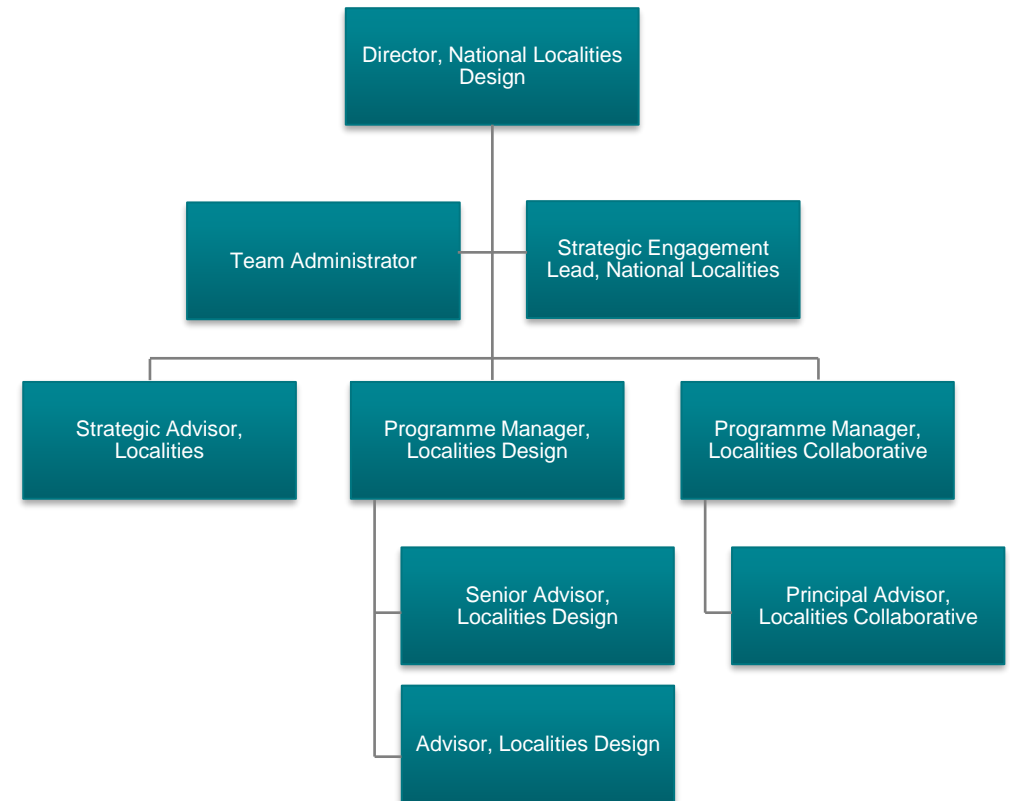 Director, National Localities
Design
Team Administrator
Strategic Engagement
Lead, National Localities
Strategic Advisor,
Localities
Programme Manager,
Localities Design
Programme Manager,
Localities Collaborative
Senior Advisor,
Localities Design
Principal Advisor,
Localities Collaborative
Advisor, Localities Design